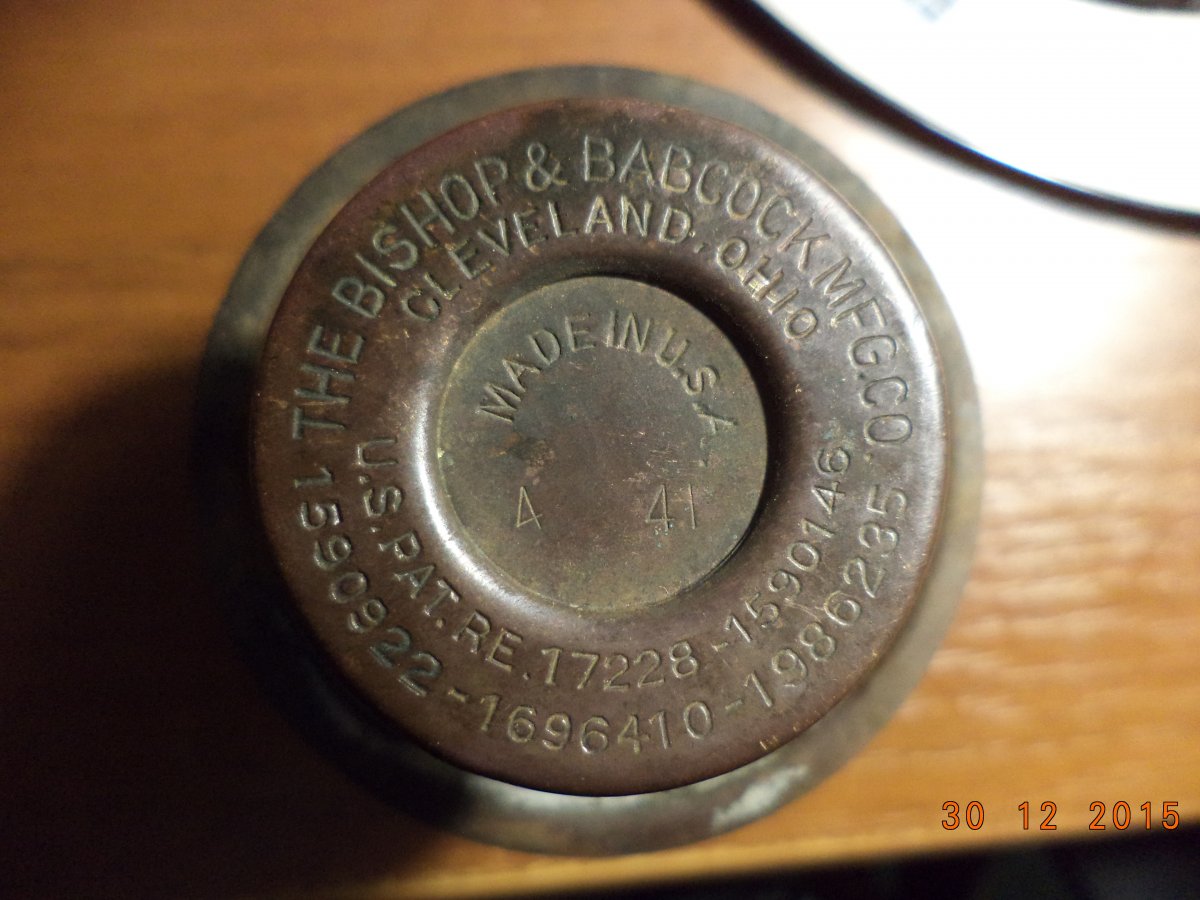 THE BISHOP & BABCOCK MFG.CO.
CLEVELAND, OHIO
MADE IN U.S.A.
4 41
U.S. PAT. RE. 17228-1590146
1590922-1696410-1986235
30 12 2015